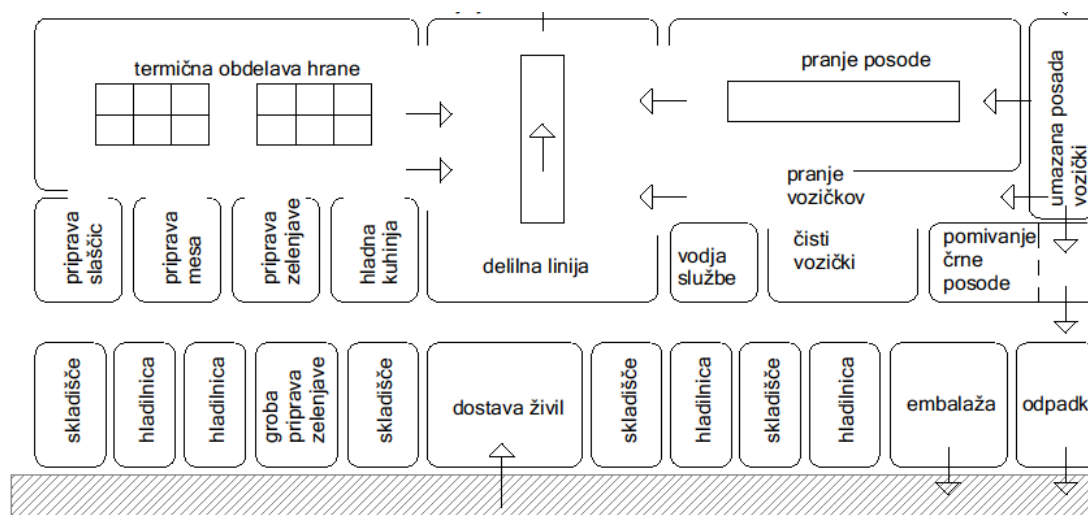 termična obdelava hrane
pranje posode
umazana posada
vozički
pranje
vozičkov
priprava
slaščic
priprava
mesa
priprava
zelenjave
hladna
kuhinja
delilna linija
vodja
službe
čisti
vozički
pomivanje
črne
posode
skladišče
hladilnica
hladilnica
groba
priprava
zelenjave
skladišče
dostava živil
skladišče
hladilnica
skladišče
hladilnica
embalaža
odpadk